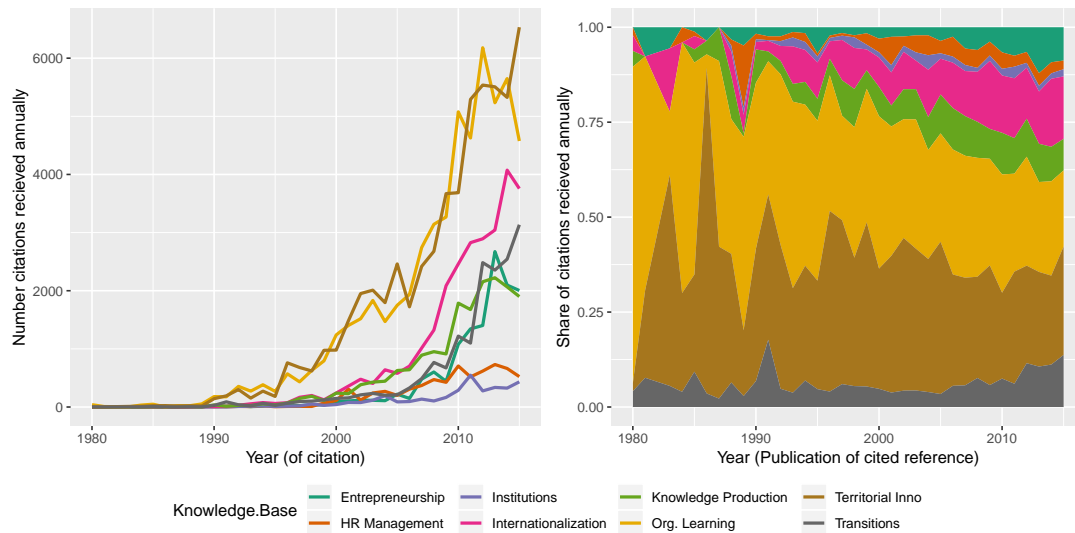 Number citations recieved annually
6000
4000
2000
0
1980
1990
2000
2010
Year (of citation)
Share of citations recieved annually
1.00
0.75
0.50
0.25
0.00
1980
1990
2000
2010
Year (Publication of cited reference)
Knowledge.Base
Entrepreneurship
Institutions
Knowledge Production
Territorial Inno
HR Management
Internationalization
Org. Learning
Transitions